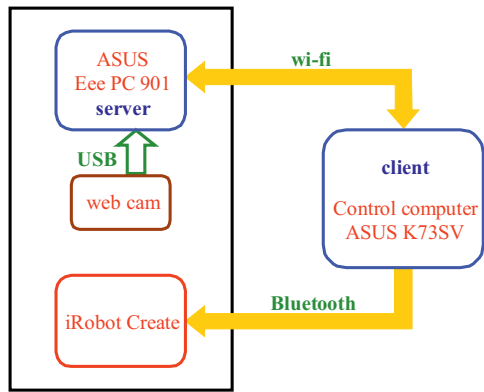 ASUS
Eee PC 901
server
wi-fi
USB
web cam
client
Control computer
ASUS K73SV
iRobot Create
Bluetooth